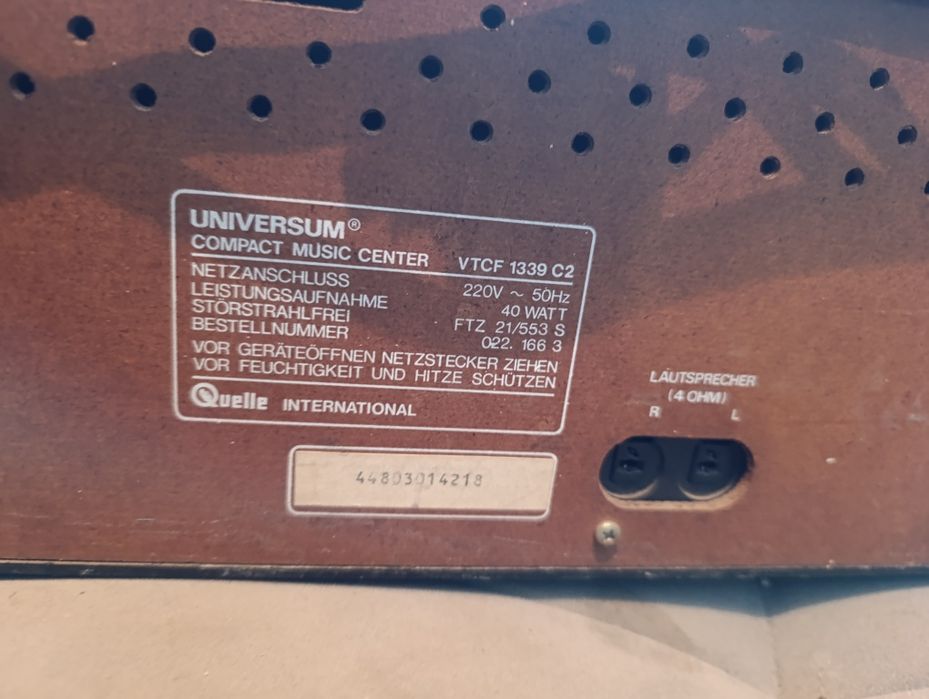 UNIVERSUM®
COMPACT MUSIC CENTER VTCF 1339 C2
NETZANSCHLUSS 220V ~ 50Hz
LEISTUNGSAUFNAHME 40 WATT
STÖRSTRAHLFREI FTZ 21/553 S
BESTELLNUMMER 022. 166 3
VOR GERÄTEÖFFNEN NETZSTECKER ZIEHEN
VOR FEUCHTIGKEIT UND HITZE SCHÜTZEN
Quelle INTERNATIONAL
44803014218
LAUTSPRECHER
(4 OHM)
R L